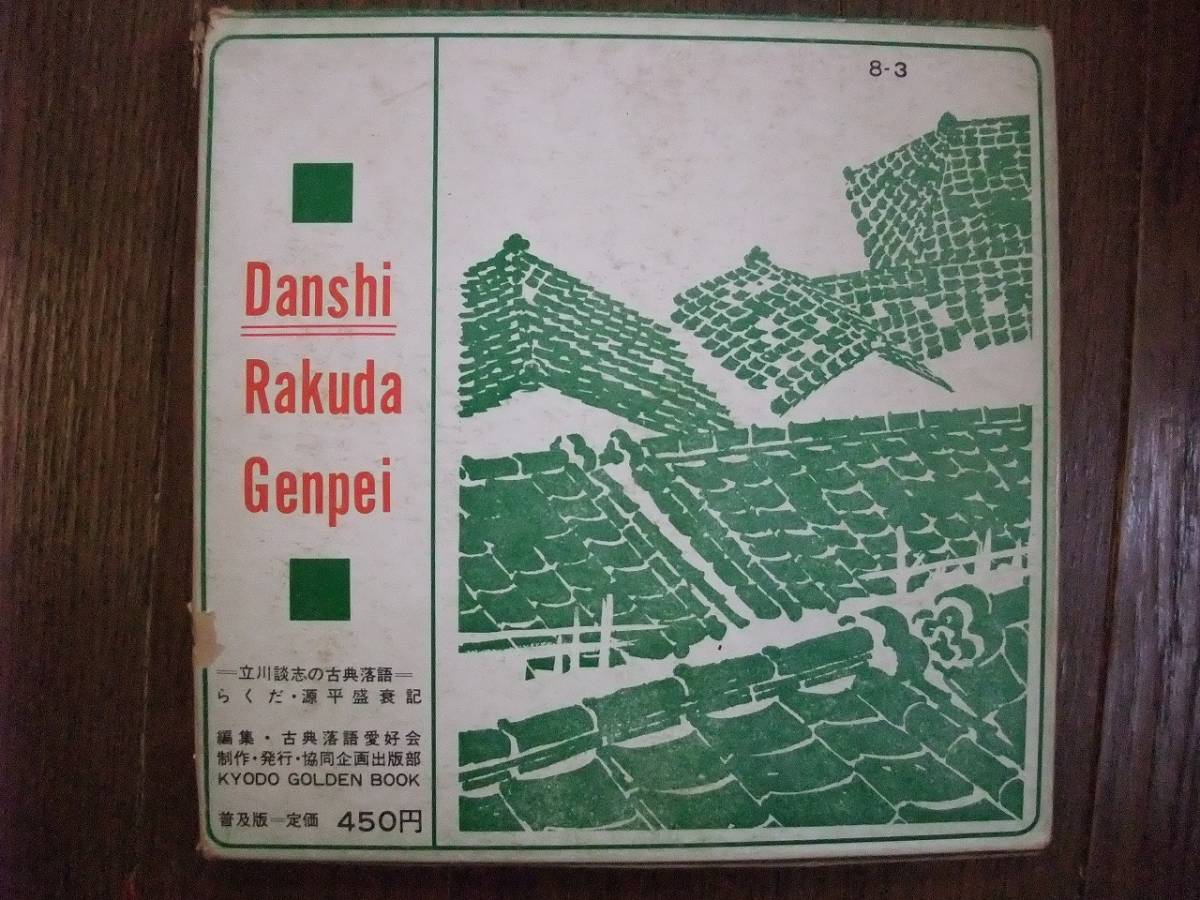 8-3
Danshi
Rakuda
Genpei
=立川談志の古典落語=
らくだ・源平盛衰記
編集・古典落語愛好会
制作・発行・協同企画出版部
KYODO GOLDEN BOOK
普及版=定価 450円